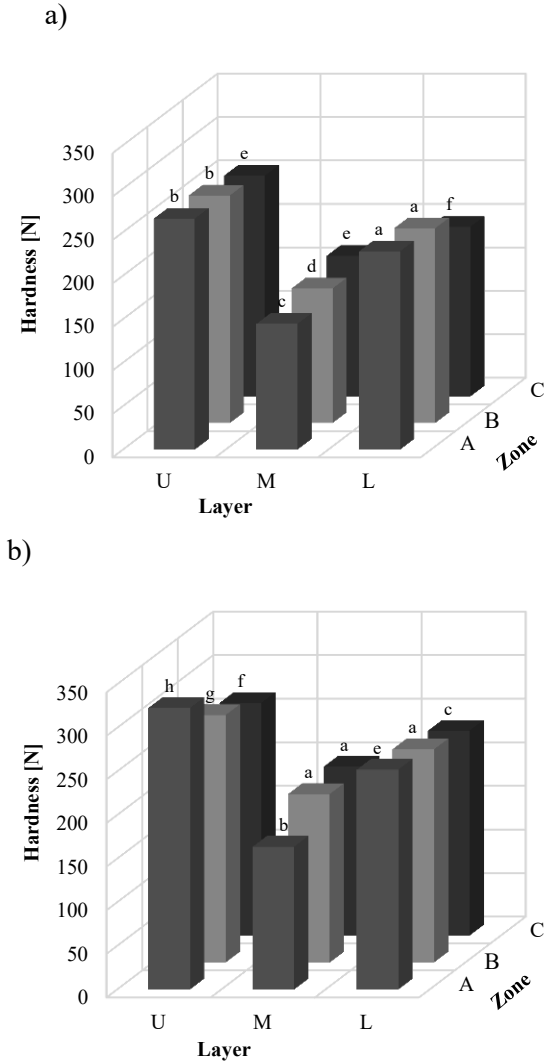 a)
Hardness [N]
350
300
250
200
150
100
50
0
b b e
c d e
a a f
U M L
Layer
A B C
Zone
b)
Hardness [N]
350
300
250
200
150
100
50
0
h g f
b a a
e a c
U M L
Layer
A B C
Zone